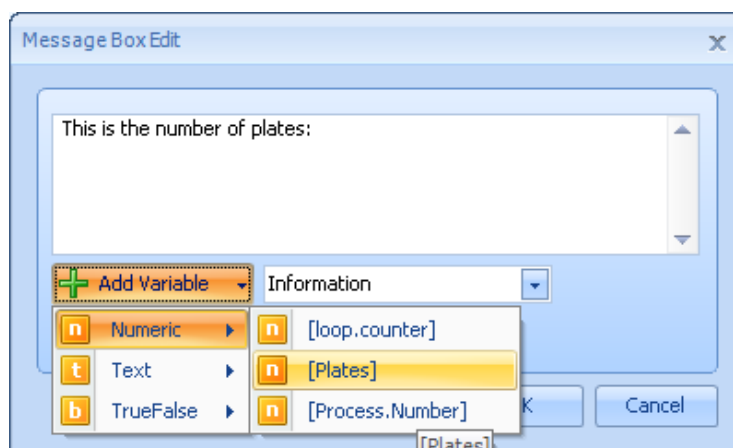 Message Box Edit
x
This is the number of plates:
Add Variable
Information
n Numeric
n [loop.counter]
t Text
n [Plates]
b TrueFalse
n [Process.Number]
K
Cancel
[Plates]